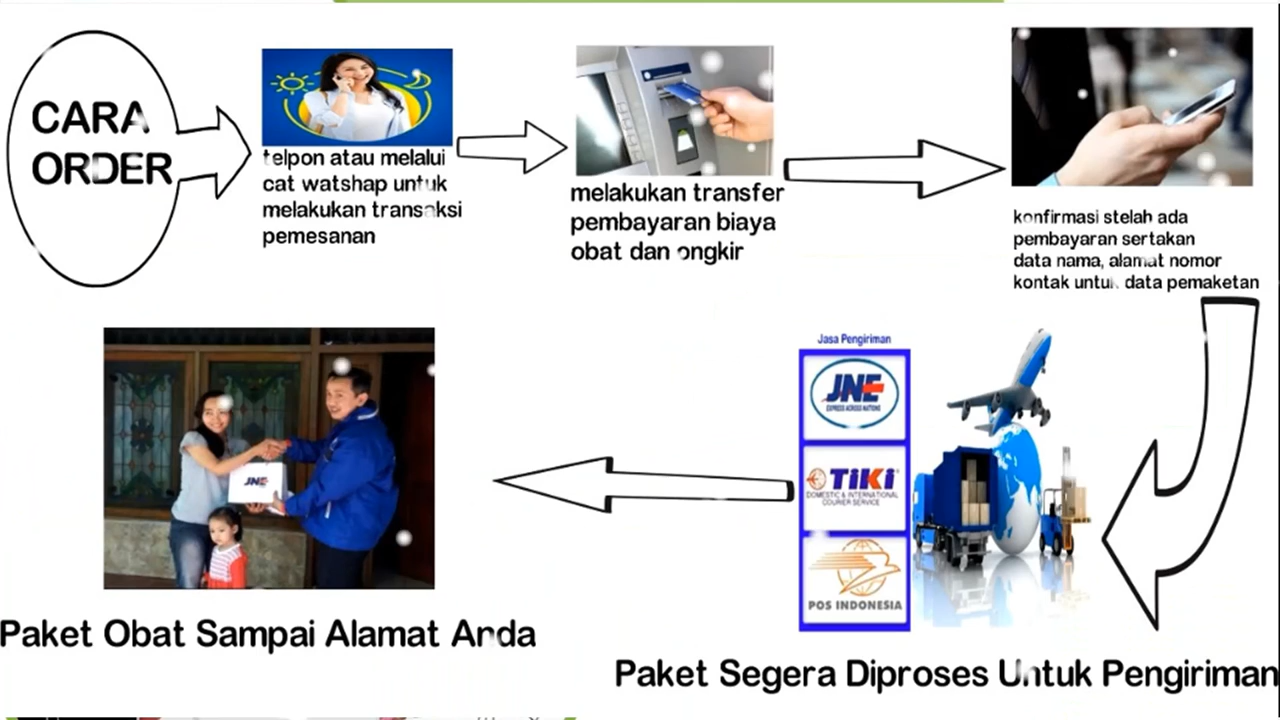 CARA
ORDER
telpon atau melalui
cat watshap untuk
melakukan transaksi
pemesanan
melakukan transfer
pembayaran biaya
obat dan ongkir
konfirmasi stelah ada
pembayaran sertakan
data nama, alamat nomor
kontak untuk data pemaketan
Jasa Pengiriman
JNE
EXPRESS ACROSS NATIONS
TIKI
DOMESTIC & INTERNATIONAL
COURIER SERVICE
POS INDONESIA
Paket Segera Diproses Untuk Pengiriman
JNE
Paket Obat Sampai Alamat Anda